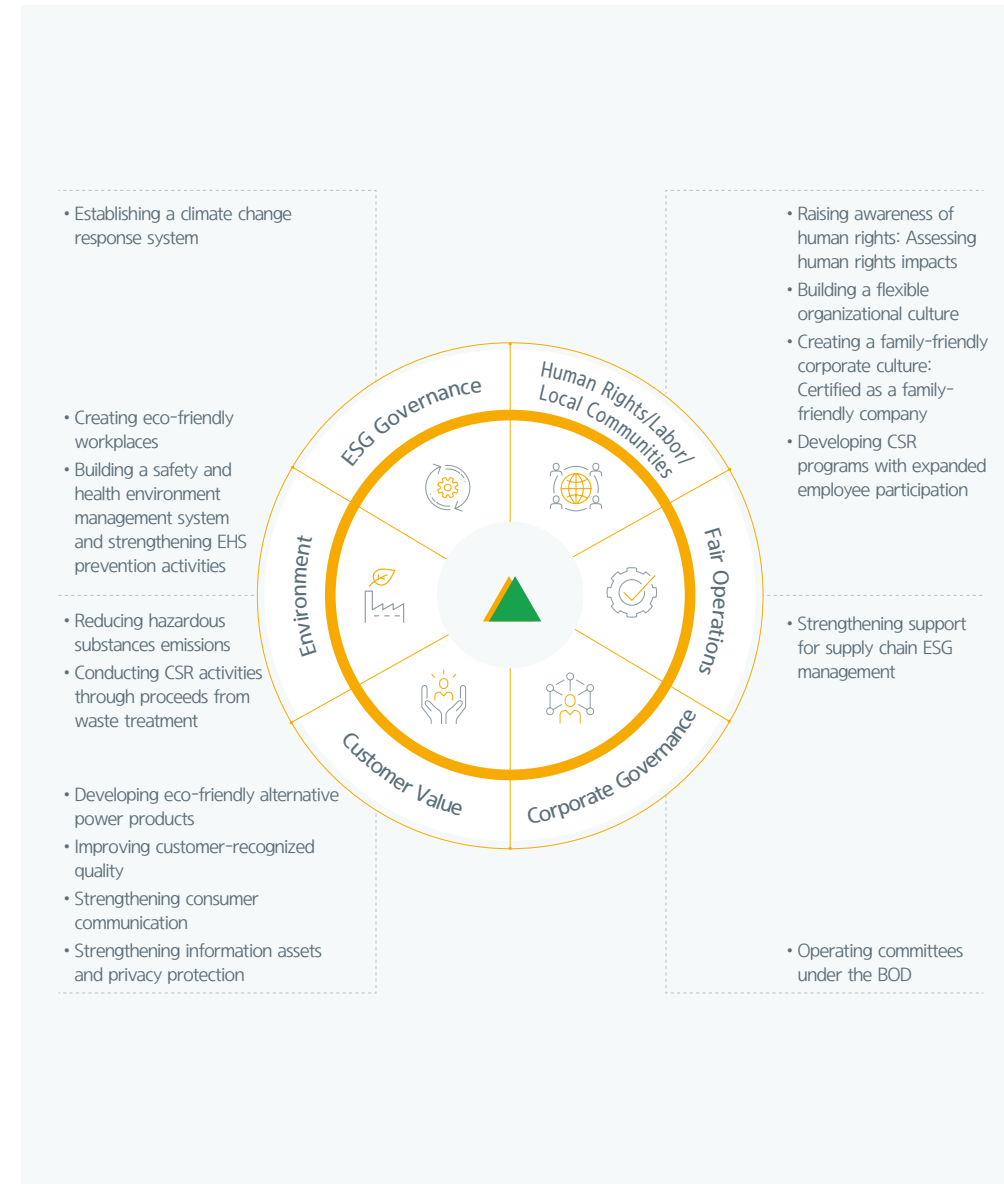 • Establishing a climate change
response system
• Creating eco-friendly
workplaces
• Building a safety and
health environment
management system
and strengthening EHS
prevention activities
• Reducing hazardous
substances emissions
• Conducting CSR activities
through proceeds from
waste treatment
• Developing eco-friendly alternative
power products
• Improving customer-recognized
quality
• Strengthening consumer
communication
• Strengthening information assets
and privacy protection
ESG Governance
Human Rights/Labor/
Local Communities
Environment
Fair Operations
Customer Value
Corporate Governance
• Raising awareness of
human rights: Assessing
human rights impacts
• Building a flexible
organizational culture
• Creating a family-friendly
corporate culture:
Certified as a family-
friendly company
• Developing CSR
programs with expanded
employee participation
• Strengthening support
for supply chain ESG
management
• Operating committees
under the BOD